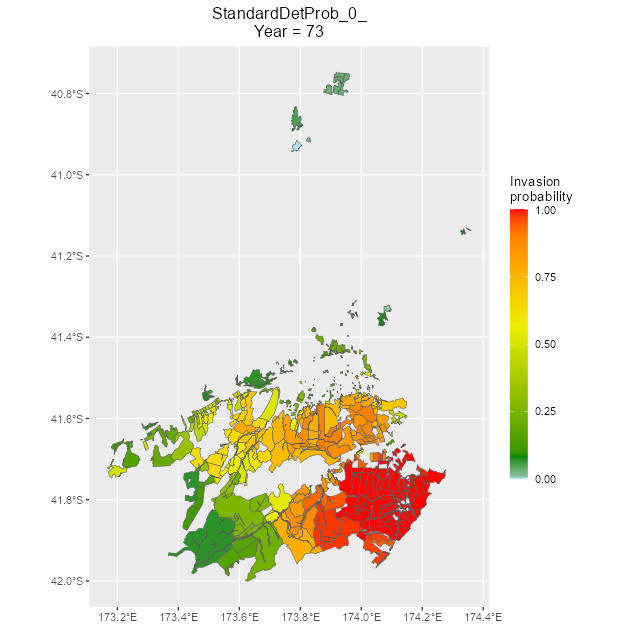 StandardDetProb_0_
Year = 73
40.8°S
41.0°S
41.2°S
41.4°S
41.6°S
41.8°S
42.0°S
173.2°E
173.4°E
173.6°E
173.8°E
174.0°E
174.2°E
174.4°E
Invasion
probability
1.00
0.75
0.50
0.25
0.00